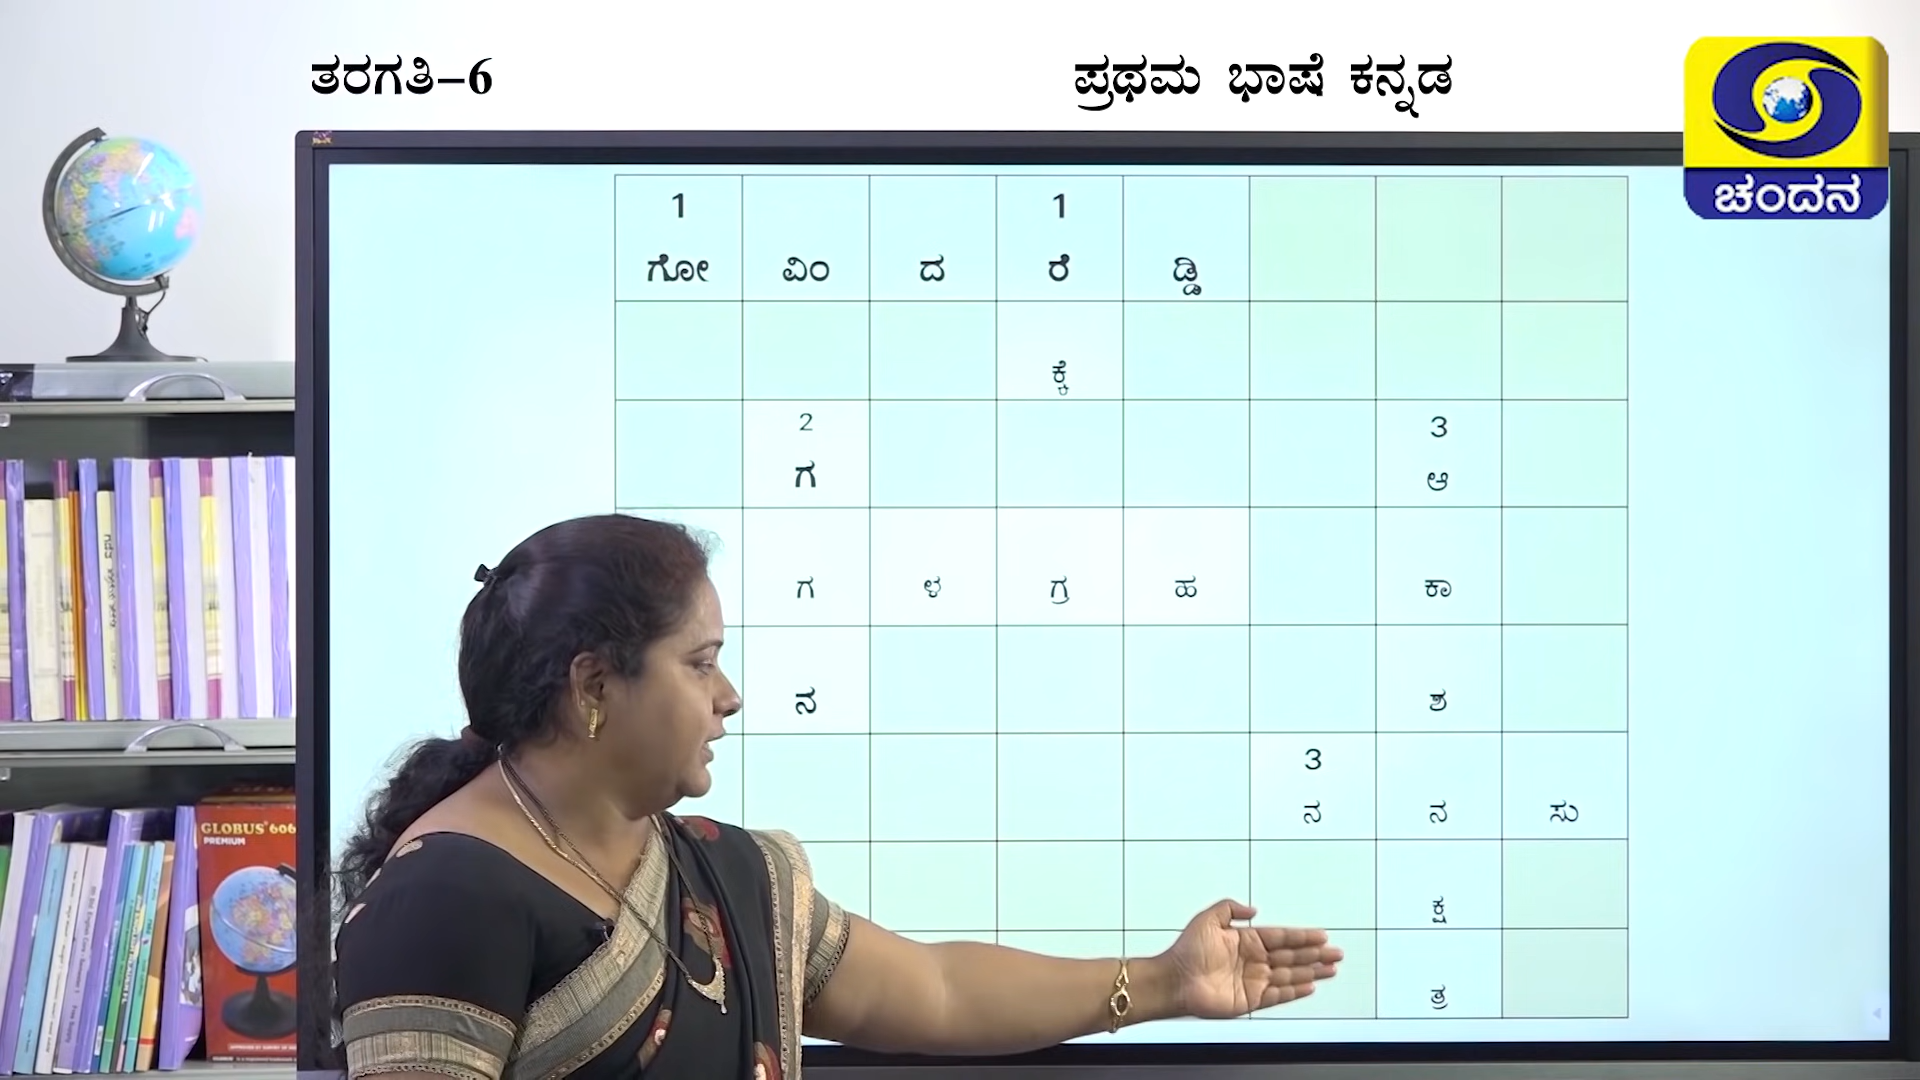 ತರಗತಿ-6
ಪ್ರಥಮ ಭಾಷೆ ಕನ್ನಡ
ಚಂದನ
1 1
ಗೋ ವಿಂ ದ ರೆ ಡ್ಡಿ
ಕ್ಕೆ
2 3
ಗ ಆ
ಗ ಳ ಗ್ರ ಹ ಕಾ
ನ ಶ
3
ನ ನ ಸು
ಕ್ಷ
ತ್ರ
GLOBUS 606
PREMIUM